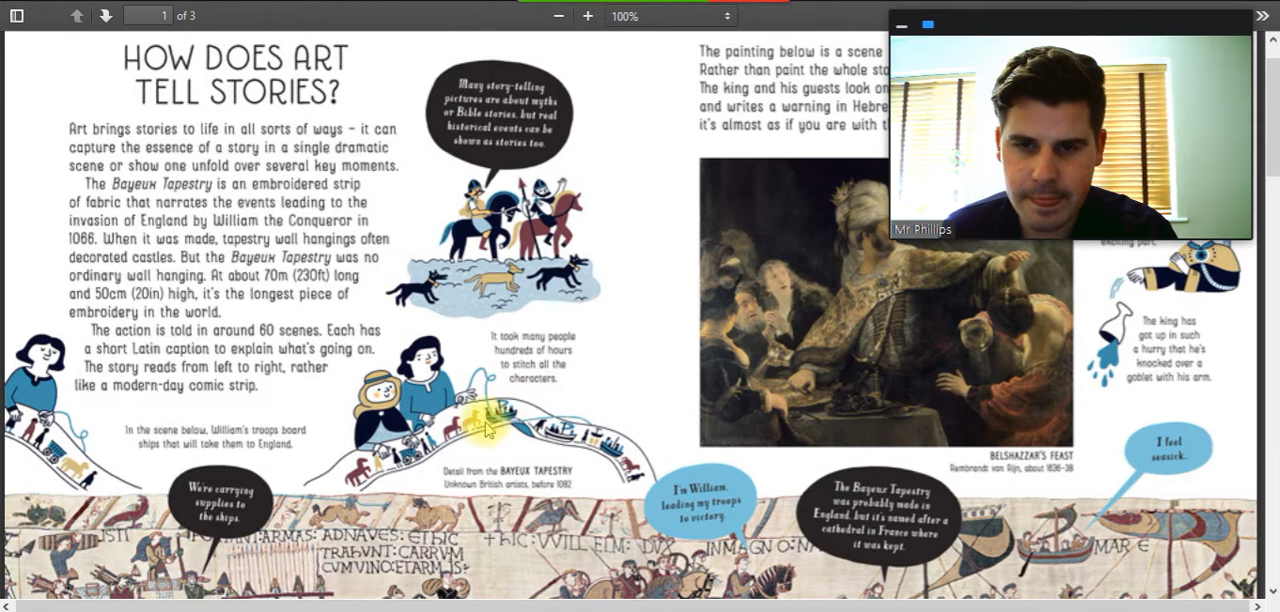 1 of 3
100%
HOW DOES ART
TELL STORIES?
Art brings stories to life in all sorts of ways – it can
capture the essence of a story in a single dramatic
scene or show one unfold over several key moments.
The Bayeux Tapestry is an embroidered strip
of fabric that narrates the events leading to the
invasion of England by William the Conqueror in
1066. When it was made, tapestry wall hangings often
decorated castles. But the Bayeux Tapestry was no
ordinary wall hanging. At about 70m (230ft) long
and 50cm (20in) high, it's the longest piece of
embroidery in the world.
The action is told in around 60 scenes. Each has
a short Latin caption to explain what's going on.
The story reads from left to right, rather
like a modern-day comic strip.
Many story-telling
pictures are about myths
or Bible stories, but real
historical events can be
shown as stories too.
It took many people
hundreds of hours
to stitch all the
characters.
In the scene below, William's troops board
ships that will take them to England.
Detail from the BAYEUX TAPESTRY
Unknown British artists, before 1082
The painting below is a scene
Rather than paint the whole
The king and his guests look
and writes a warning in
it's almost as if you are with
Mr Phillips
exciting part.
The king has
got up in such
a hurry that he's
knocked over a
goblet with his arm.
BELSHAZZAR'S FEAST
Rembrandt van Rijn, about 1636-38
I feel
seasick..
We're carrying
supplies to
the ships.
I'm William,
leading my troops
to victory.
The Bayeux Tapestry
was probably made in
England, but it's named after a
cathedral in France where
it was kept.
ISTI
ARMAS: ADNAVES: ET hIC
TRAhVNT: CARRVM
CVM VINO: ET ARMIS:
+ hIC: VVILLELM: DVX INMAGNO
MARE